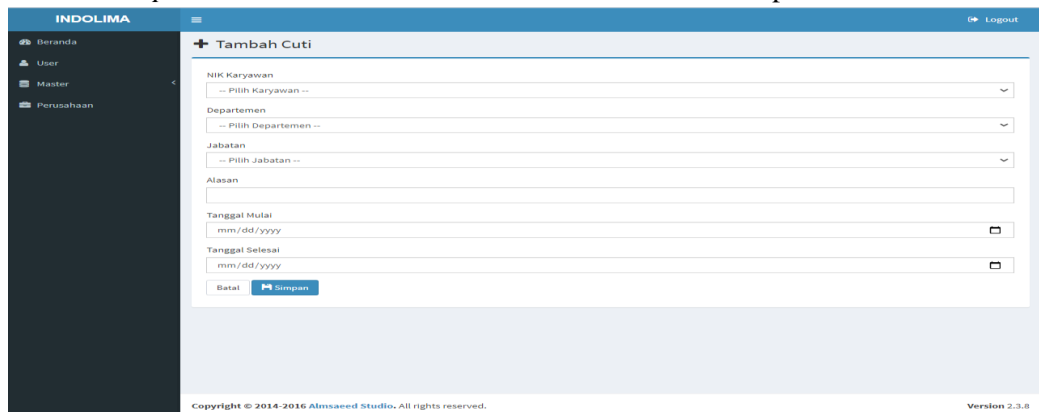 INDOLIMA
Logout
Beranda
User
Master
Perusahaan
Tambah Cuti
NIK Karyawan
-- Pilih Karyawan --
Departemen
-- Pilih Departemen --
Jabatan
-- Pilih Jabatan --
Alasan
Tanggal Mulai
mm/dd/yyyy
Tanggal Selesai
mm/dd/yyyy
Batal Simpan
Copyright © 2014-2016 Almsaeed Studio. All rights reserved. Version 2.3.8